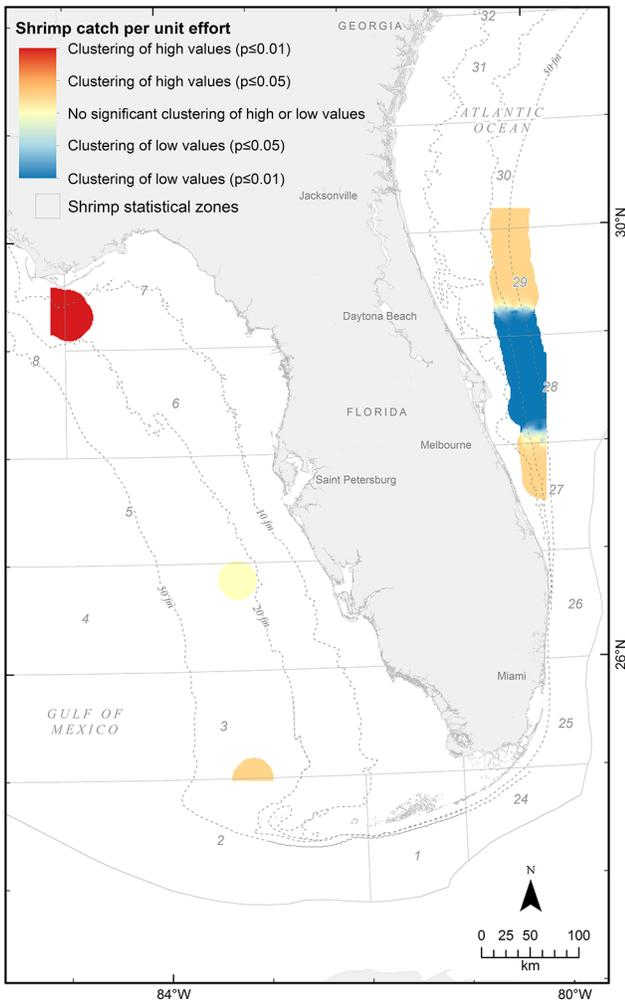 Shrimp catch per unit effort
Clustering of high values (p≤0.01)
Clustering of high values (p≤0.05)
No significant clustering of high or low values
Clustering of low values (p≤0.05)
Clustering of low values (p≤0.01)
Shrimp statistical zones
GEORGIA
32
31
50 fm
ATLANTIC
OCEAN
30
Jacksonville
30°N
29
7
Daytona Beach
8
28
6
FLORIDA
Melbourne
Saint Petersburg
27
5
10 fm
50 fm
20 fm
26
4
26°N
Miami
GULF OF
MEXICO
3
25
24
2
1
N
0 25 50 100
km
84°W
80°W